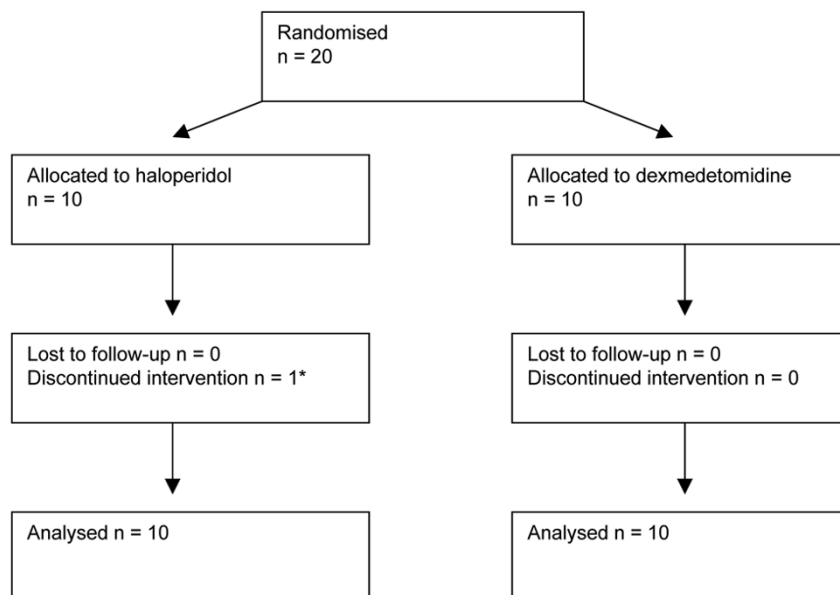 Randomised
n = 20
Allocated to haloperidol
n = 10
Allocated to dexmedetomidine
n = 10
Lost to follow-up n = 0
Discontinued intervention n = 1*
Lost to follow-up n = 0
Discontinued intervention n = 0
Analysed n = 10
Analysed n = 10